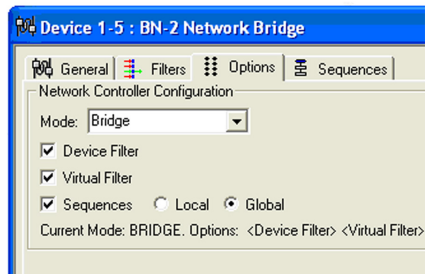 Device 1-5 : BN-2 Network Bridge
General Filters Options Sequences
Network Controller Configuration
Mode: Bridge
Device Filter
Virtual Filter
Sequences Local Global
Current Mode: BRIDGE. Options: <Device Filter> <Virtual Filter>